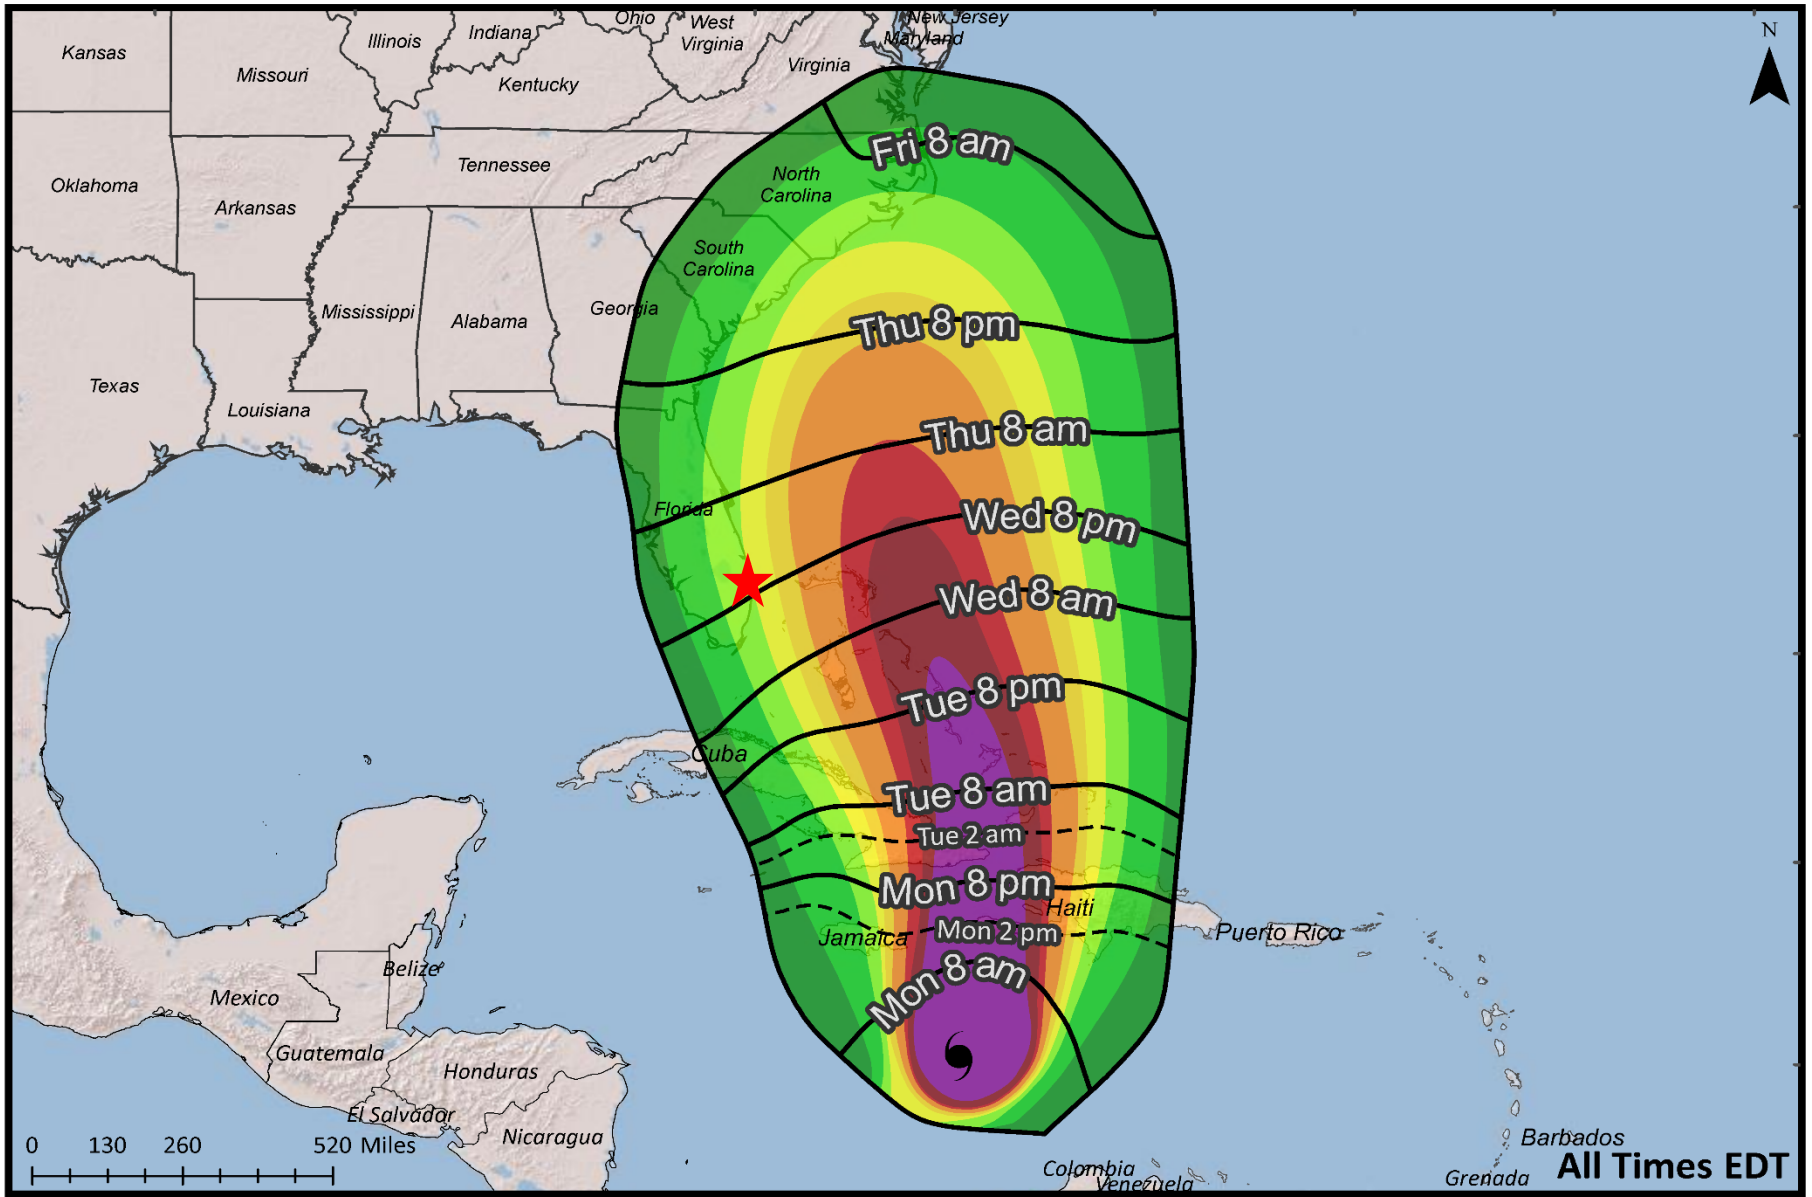 Ohio
West
Virginia
New Jersey
Maryland
N
Kansas
Illinois
Indiana
Missouri
Kentucky
Virginia
Fri 8 am
Oklahoma
Arkansas
Tennessee
North
Carolina
South
Carolina
Mississippi
Alabama
Georgia
Thu 8 pm
Texas
Louisiana
Thu 8 am
Florida
Wed 8 pm
Wed 8 am
Tue 8 pm
Cuba
Tue 8 am
Tue 2 am
Mon 8 pm
Haiti
Jamaica
Mon 2 pm
Puerto Rico
Mon 8 am
Belize
Mexico
Guatemala
Honduras
El Salvador
Nicaragua
0 130 260 520 Miles
Barbados
Colombia
Venezuela
Grenada
All Times EDT